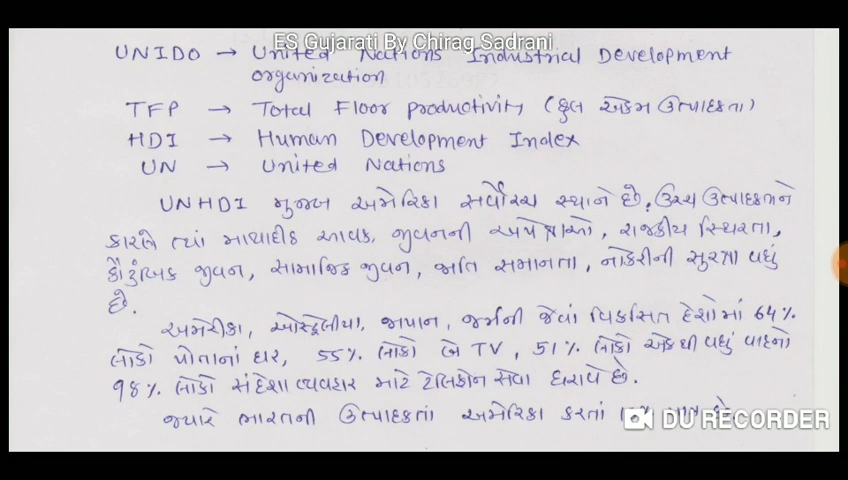 ES Gujarati By Chirag Sadrani
UNIDO → United Nations Industrial Development
organization
TFP → Total Floor productivity (કુલ એકમ ઉત્પાદકતા)
HDI → Human Development Index
UN → United Nations
UNHDI મુજબ અમેરિકા સર્વોચ્ચ સ્થાને છે. ઉચ્ચ ઉત્પાદકતાને
કારણે ત્યાં માથાદીઠ આવક, જીવનની અપેક્ષાઓ, રાજકીય સ્થિરતા,
કૌટુંબિક જીવન, સામાજિક જીવન, જાતિ સમાનતા, નોકરીની સુરક્ષા વધુ
છે.
અમેરીકા, ઓસ્ટ્રેલીયા, જાપાન, જર્મની જેવાં વિકસિત દેશોમાં 64%
લોકો પોતાનાં ઘર, 55% લોકો બે TV, 51% લોકો એકથી વધુ વાહનો
98% લોકો સંદેશા વ્યવહાર માટે ટેલિફોન સેવા ધરાવે છે.
જ્યારે ભારતની ઉત્પાદકતા અમેરિકા કરતાં
DU RECORDER